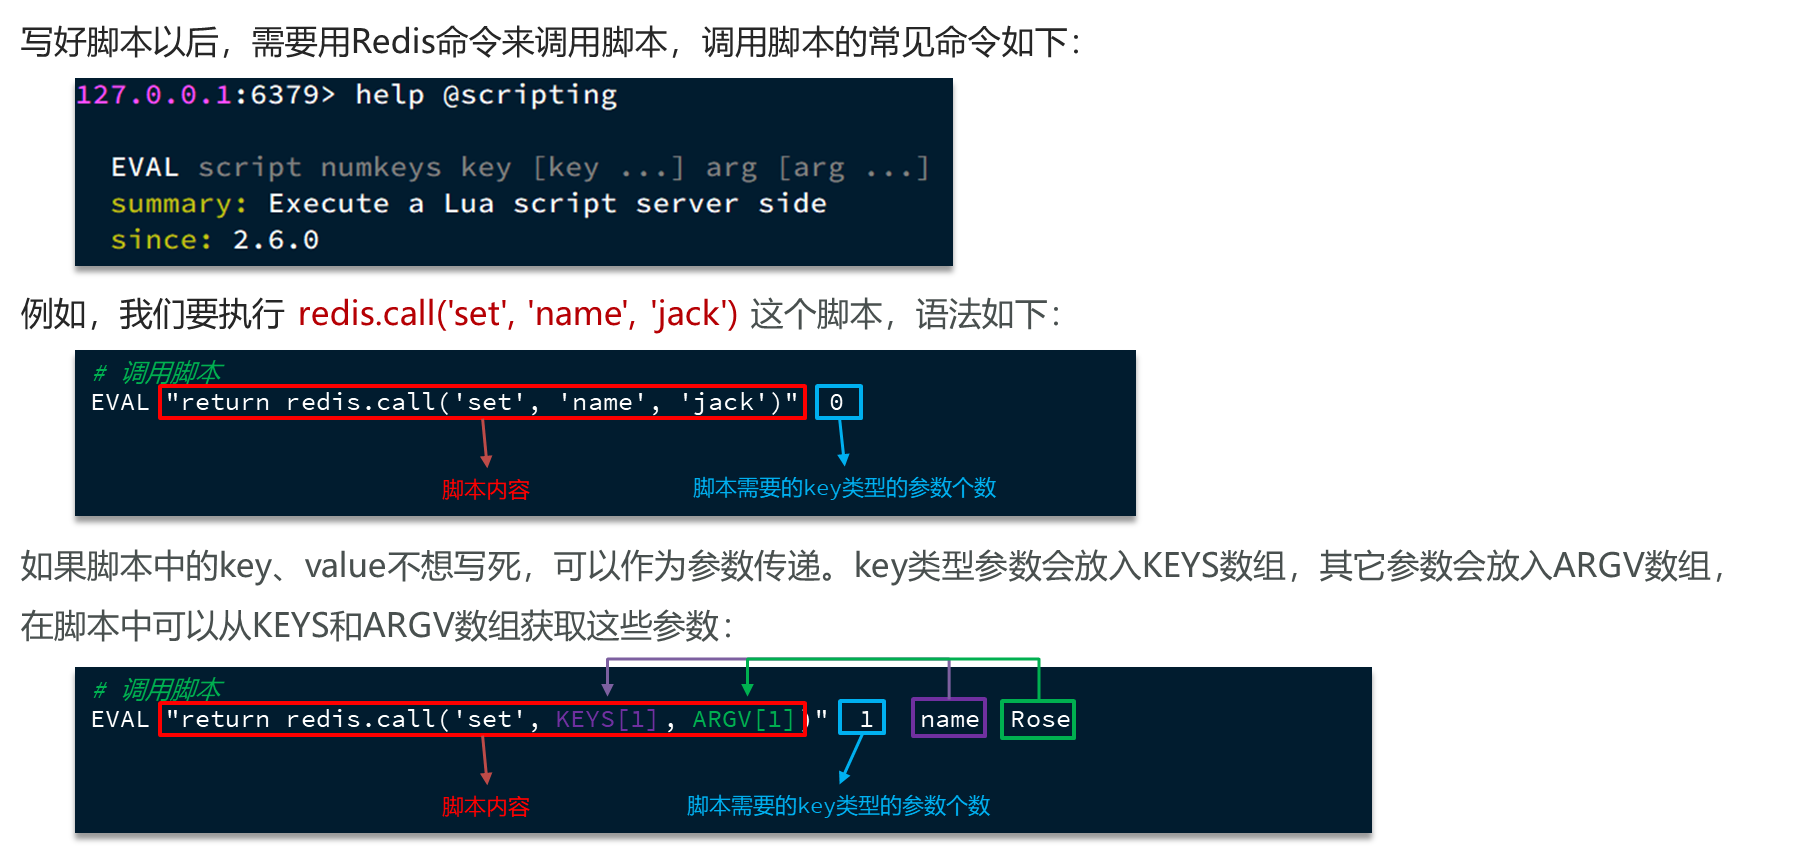 写好脚本以后，需要用Redis命令来调用脚本，调用脚本的常见命令如下：
127.0.0.1:6379> help @scripting
EVAL script numkeys key [key ...] arg [arg ...]
summary: Execute a Lua script server side
since: 2.6.0
例如，我们要执行 redis.call('set', 'name', 'jack') 这个脚本，语法如下：
# 调用脚本
EVAL "return redis.call('set', 'name', 'jack')" 0
脚本内容 脚本需要的key类型的参数个数
如果脚本中的key、value不想写死，可以作为参数传递。key类型参数会放入KEYS数组，其它参数会放入ARGV数组，
在脚本中可以从KEYS和ARGV数组获取这些参数：
# 调用脚本
EVAL "return redis.call('set', KEYS[1], ARGV[1])" 1 name Rose
脚本内容 脚本需要的key类型的参数个数